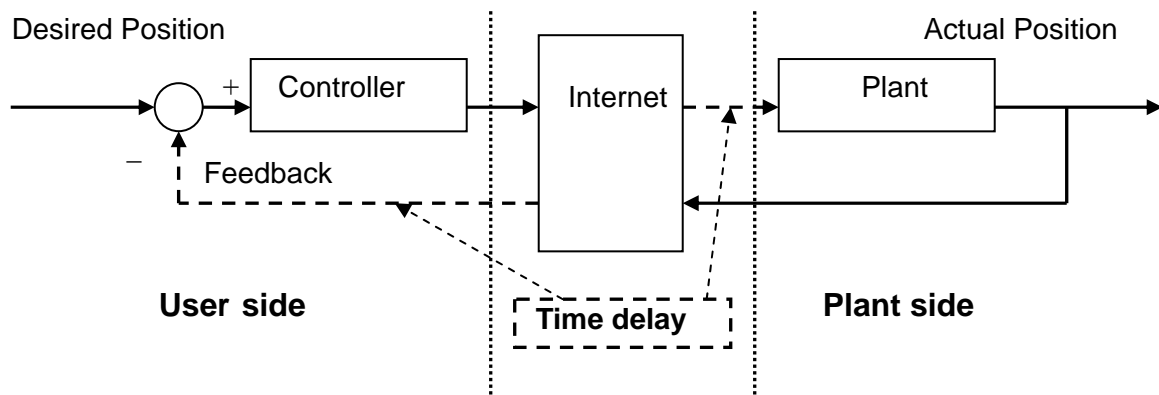 Desired Position
Actual Position
+
Controller
Internet
Plant
−
Feedback
User side
Time delay
Plant side